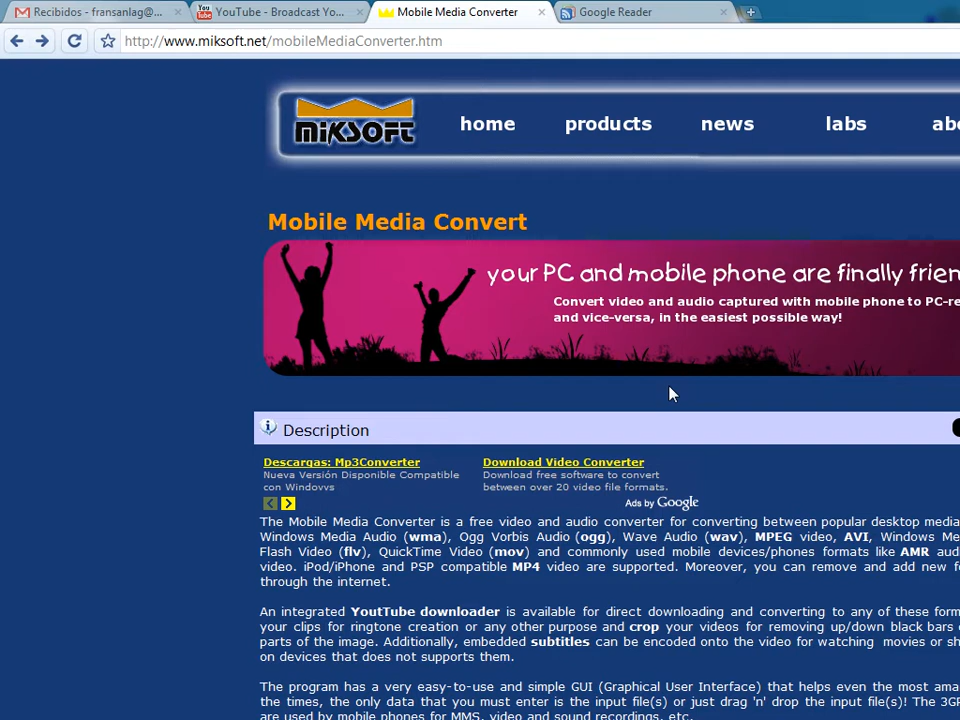 Recibidos - fransanlag@...
YouTube - Broadcast Yo...
Mobile Media Converter
Google Reader
http://www.miksoft.net/mobileMediaConverter.htm
MiKSOFT
home products news labs abo
Mobile Media Convert
your PC and mobile phone are finally frien
Convert video and audio captured with mobile phone to PC-re
and vice-versa, in the easiest possible way!
Description
Descargas: Mp3Converter
Nueva Versión Disponible Compatible
con Windovvs
Download Video Converter
Download free software to convert
between over 20 video file formats.
Ads by Google
The Mobile Media Converter is a free video and audio converter for converting between popular desktop media
Windows Media Audio (wma), Ogg Vorbis Audio (ogg), Wave Audio (wav), MPEG video, AVI, Windows Me
Flash Video (flv), QuickTime Video (mov) and commonly used mobile devices/phones formats like AMR aud
video. iPod/iPhone and PSP compatible MP4 video are supported. Moreover, you can remove and add new f
through the internet.
An integrated YoutTube downloader is available for direct downloading and converting to any of these form
your clips for ringtone creation or any other purpose and crop your videos for removing up/down black bars o
parts of the image. Additionally, embedded subtitles can be encoded onto the video for watching movies or sh
on devices that does not supports them.
The program has a very easy-to-use and simple GUI (Graphical User Interface) that helps even the most ama
the times, the only data that you must enter is the input file(s) or just drag 'n' drop the input file(s)! The 3GP
are used by mobile phones for MMS, video and sound recordings, etc.